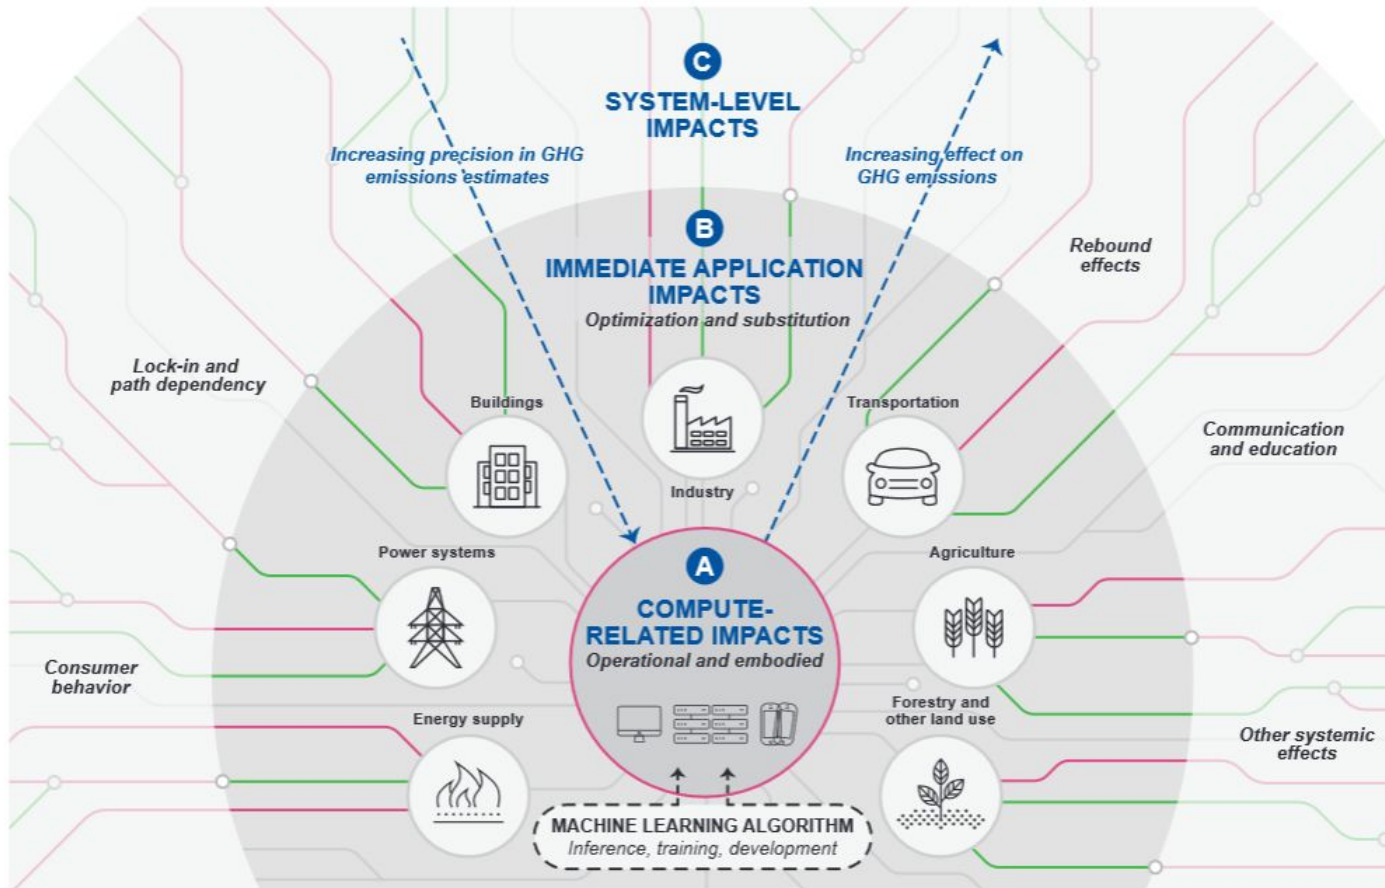 C
SYSTEM-LEVEL
IMPACTS
Increasing precision in GHG
emissions estimates
Increasing effect on
GHG emissions
B
IMMEDIATE APPLICATION
IMPACTS
Optimization and substitution
Rebound
effects
Lock-in and
path dependency
Buildings
Industry
Transportation
Communication
and education
Power systems
Agriculture
A
COMPUTE-
RELATED IMPACTS
Operational and embodied
Consumer
behavior
Energy supply
Forestry and
other land use
Other systemic
effects
MACHINE LEARNING ALGORITHM
Inference, training, development